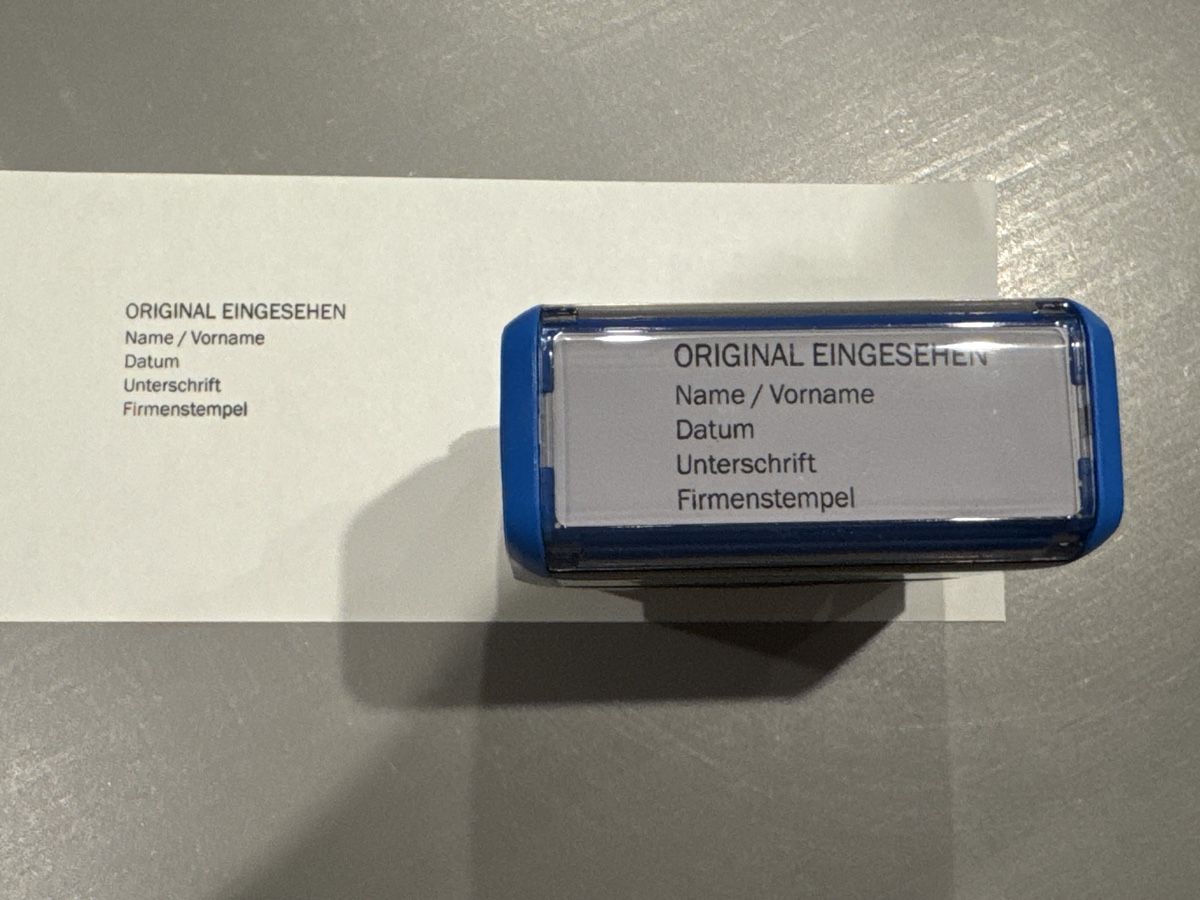 ORIGINAL EINGESEHEN
Name / Vorname
Datum
Unterschrift
Firmenstempel
ORIGINAL EINGESEHEN
Name / Vorname
Datum
Unterschrift
Firmenstempel